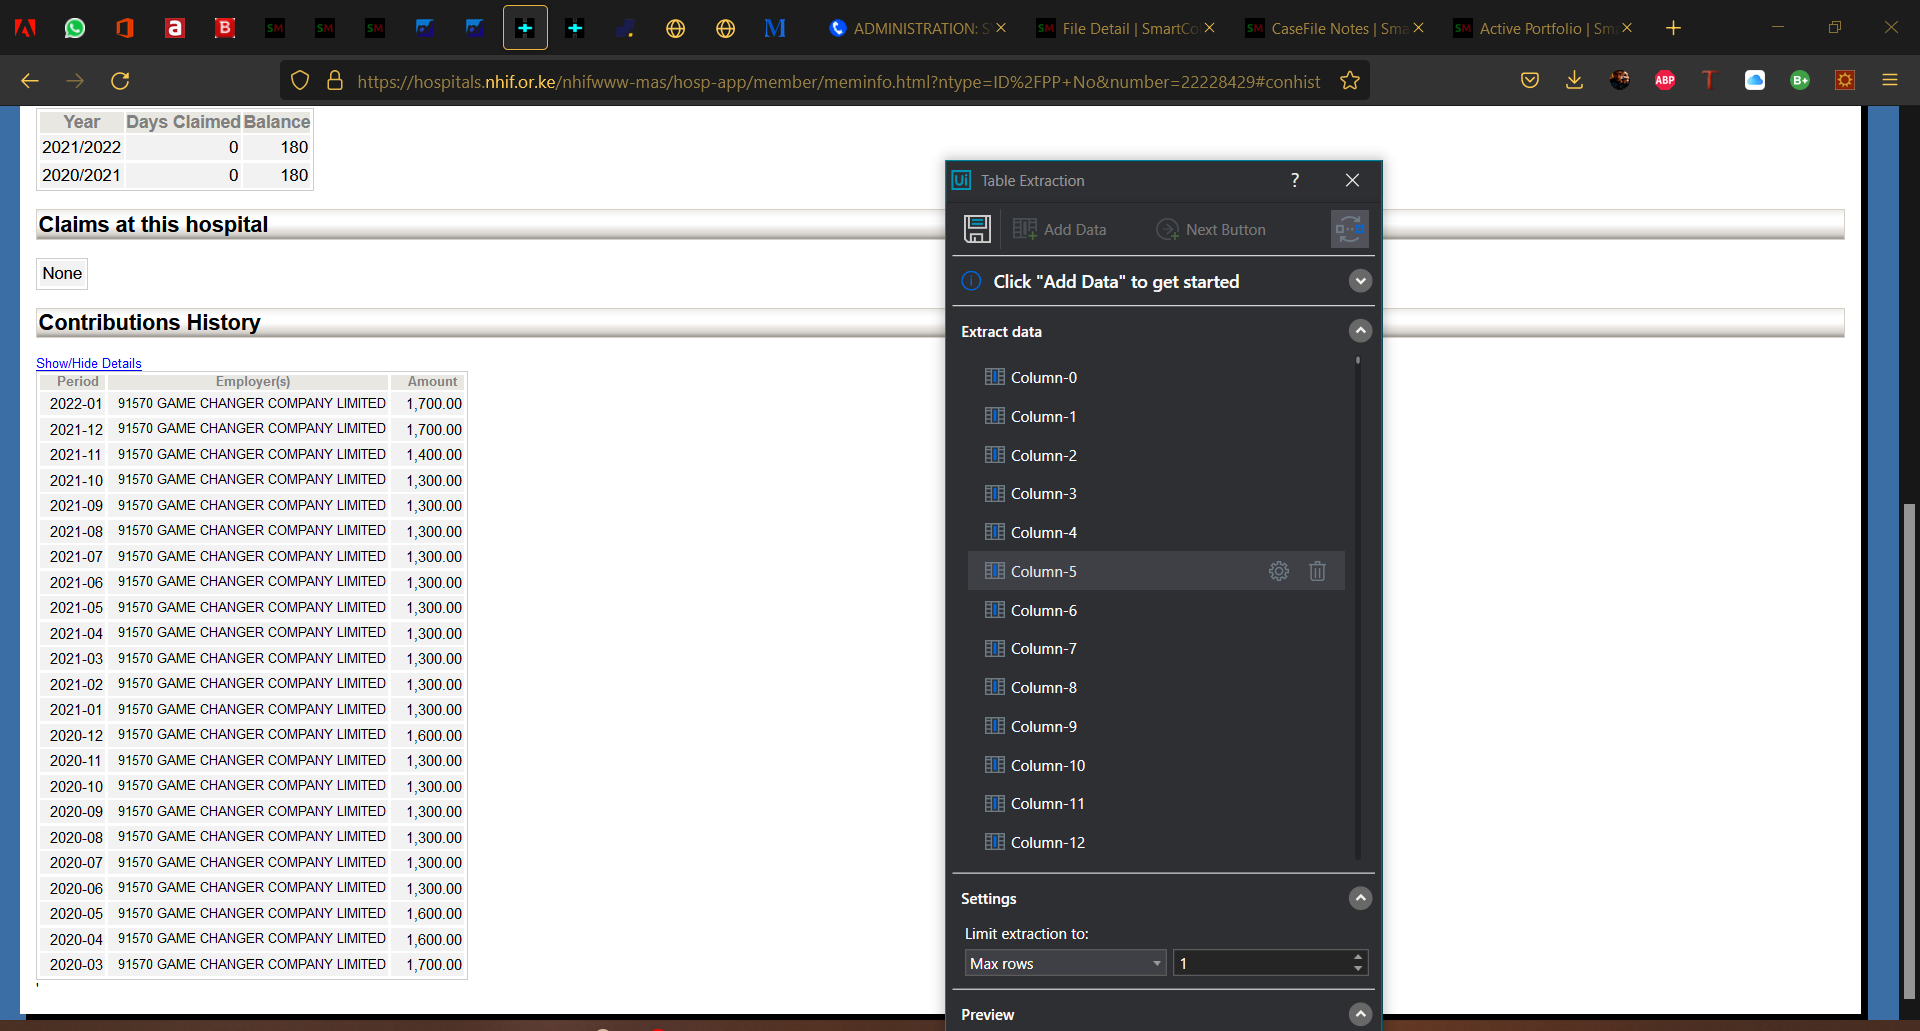 ADMINISTRATION: S
File Detail | SmartCo
CaseFile Notes | Sma
Active Portfolio | Sm
https://hospitals.nhif.or.ke/nhifwww-mas/hosp-app/member/meminfo.html?ntype=ID%2FPP+No&number=22228429#conhist
ABP
B+
Year Days Claimed Balance
2021/2022 0 180
2020/2021 0 180
Claims at this hospital
None
Contributions History
Show/Hide Details
Period Employer(s) Amount
2022-01 91570 GAME CHANGER COMPANY LIMITED 1,700.00
2021-12 91570 GAME CHANGER COMPANY LIMITED 1,700.00
2021-11 91570 GAME CHANGER COMPANY LIMITED 1,400.00
2021-10 91570 GAME CHANGER COMPANY LIMITED 1,300.00
2021-09 91570 GAME CHANGER COMPANY LIMITED 1,300.00
2021-08 91570 GAME CHANGER COMPANY LIMITED 1,300.00
2021-07 91570 GAME CHANGER COMPANY LIMITED 1,300.00
2021-06 91570 GAME CHANGER COMPANY LIMITED 1,300.00
2021-05 91570 GAME CHANGER COMPANY LIMITED 1,300.00
2021-04 91570 GAME CHANGER COMPANY LIMITED 1,300.00
2021-03 91570 GAME CHANGER COMPANY LIMITED 1,300.00
2021-02 91570 GAME CHANGER COMPANY LIMITED 1,300.00
2021-01 91570 GAME CHANGER COMPANY LIMITED 1,300.00
2020-12 91570 GAME CHANGER COMPANY LIMITED 1,600.00
2020-11 91570 GAME CHANGER COMPANY LIMITED 1,300.00
2020-10 91570 GAME CHANGER COMPANY LIMITED 1,300.00
2020-09 91570 GAME CHANGER COMPANY LIMITED 1,300.00
2020-08 91570 GAME CHANGER COMPANY LIMITED 1,300.00
2020-07 91570 GAME CHANGER COMPANY LIMITED 1,300.00
2020-06 91570 GAME CHANGER COMPANY LIMITED 1,300.00
2020-05 91570 GAME CHANGER COMPANY LIMITED 1,600.00
2020-04 91570 GAME CHANGER COMPANY LIMITED 1,600.00
2020-03 91570 GAME CHANGER COMPANY LIMITED 1,700.00
Ui Table Extraction ?
Add Data Next Button
Click "Add Data" to get started
Extract data
Column-0
Column-1
Column-2
Column-3
Column-4
Column-5
Column-6
Column-7
Column-8
Column-9
Column-10
Column-11
Column-12
Settings
Limit extraction to:
Max rows 1
Preview